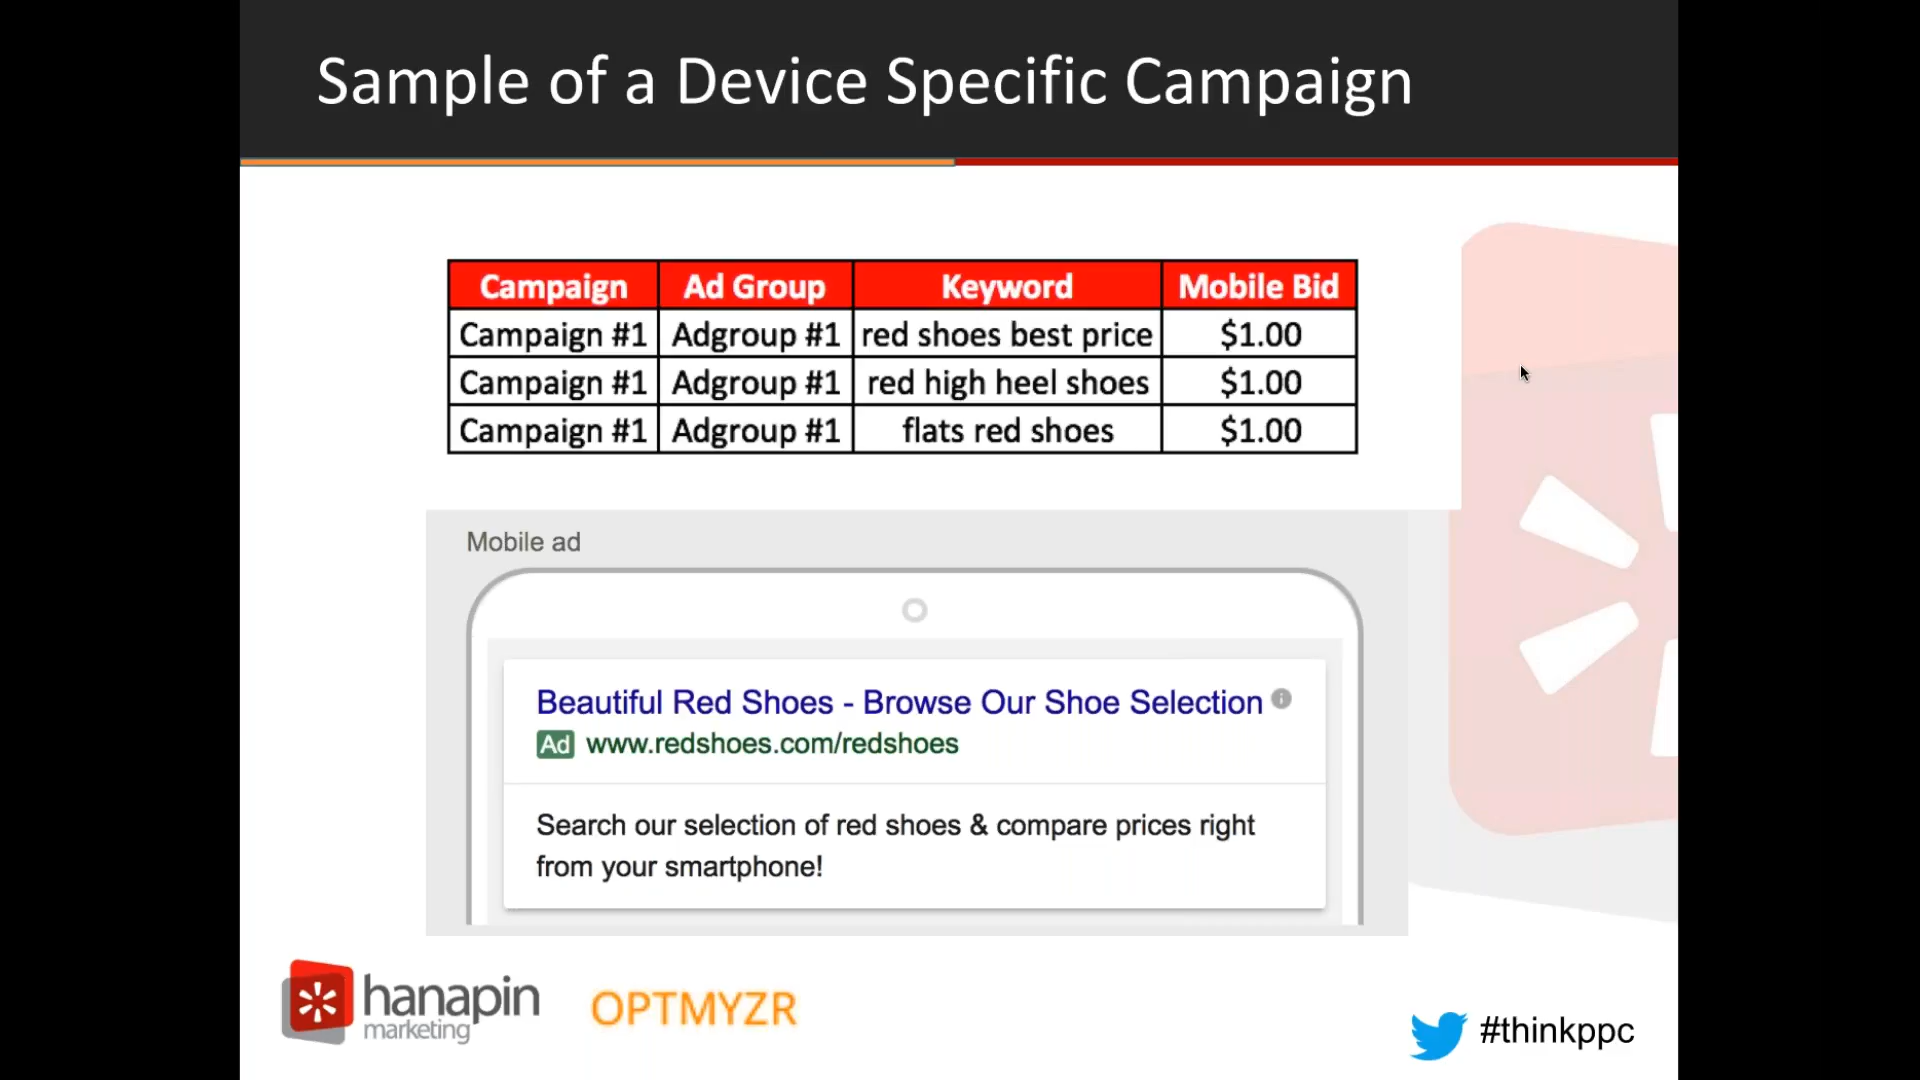 Sample of a Device Specific Campaign
Campaign Ad Group Keyword Mobile Bid
Campaign #1 Adgroup #1 red shoes best price $1.00
Campaign #1 Adgroup #1 red high heel shoes $1.00
Campaign #1 Adgroup #1 flats red shoes $1.00
Mobile ad
Beautiful Red Shoes - Browse Our Shoe Selection
Ad www.redshoes.com/redshoes
Search our selection of red shoes & compare prices right
from your smartphone!
hanapin
marketing
OPTMYZR
#thinkppc